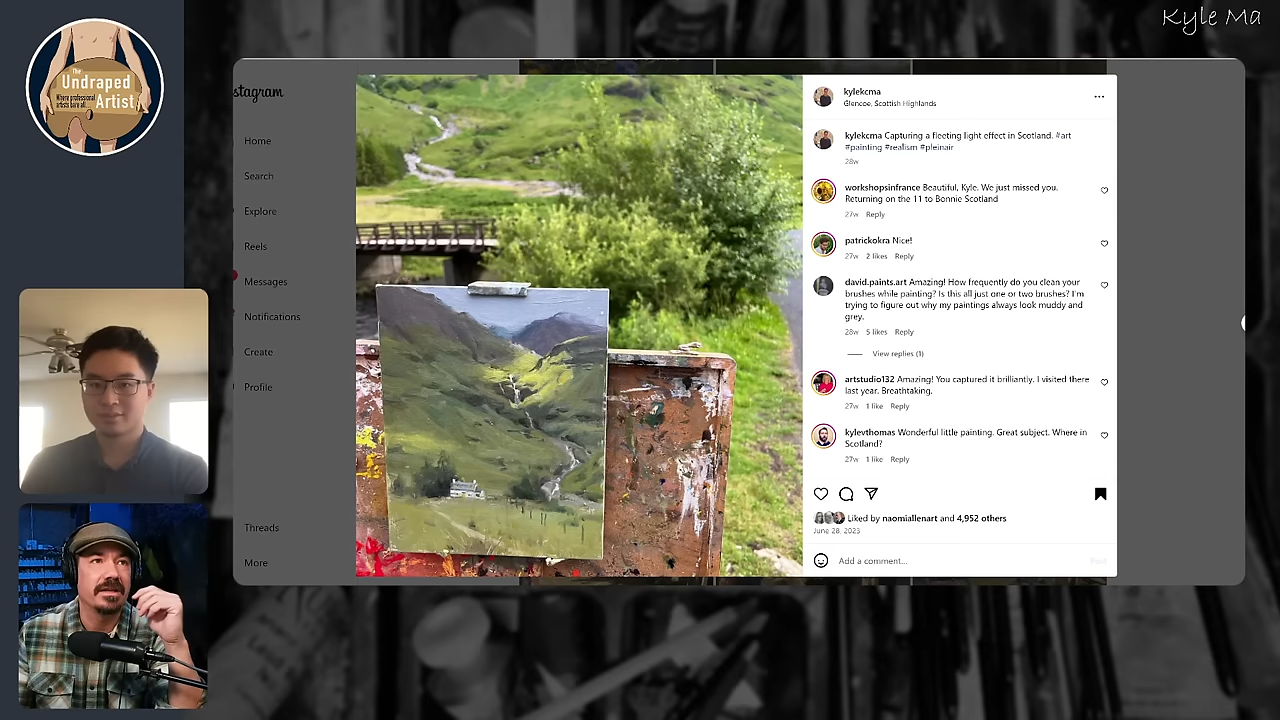 Kyle Ma
The
Undraped
Where professional
artists bare all...
Artist
stagram
Home
Search
Explore
Reels
Messages
Notifications
Create
Profile
Threads
More
kylekcma
Glencoe, Scottish Highlands
kylekcma Capturing a fleeting light effect in Scotland. #art
#painting #realism #pleinair
28w
workshopsinfrance Beautiful, Kyle. We just missed you.
Returning on the 11 to Bonnie Scotland
27w Reply
patrickokra Nice!
27w 2 likes Reply
david.paints.art Amazing! How frequently do you clean your
brushes while painting? Is this all just one or two brushes? I'm
trying to figure out why my paintings always look muddy and
grey.
28w 5 likes Reply
View replies (1)
artstudio132 Amazing! You captured it brilliantly. I visited there
last year. Breathtaking.
27w 1 like Reply
kylevthomas Wonderful little painting. Great subject. Where in
Scotland?
27w 1 like Reply
Liked by naomiallenart and 4,952 others
June 28, 2023
Add a comment...
Post